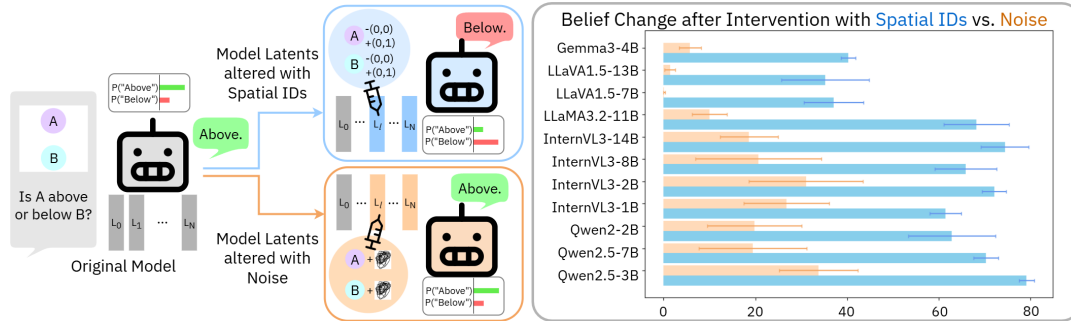 A
B
Is A above
or below B?
P("Above")
P("Below")
Above.
L0
L1
...
LN
Original Model
Model Latents
altered with
Spatial IDs
Model Latents
altered with
Noise
A -(0,0)
+(0,1)
B -(0,0)
+(0,1)
L0 ... Ll ... LN
Below.
P("Above")
P("Below")
L0 ... Ll ... LN
A +
B +
Above.
P("Above")
P("Below")
Belief Change after Intervention with Spatial IDs vs. Noise
Gemma3-4B
LLaVA1.5-13B
LLaVA1.5-7B
LLaMA3.2-11B
InternVL3-14B
InternVL3-8B
InternVL3-2B
InternVL3-1B
Qwen2-2B
Qwen2.5-7B
Qwen2.5-3B
0 20 40 60 80